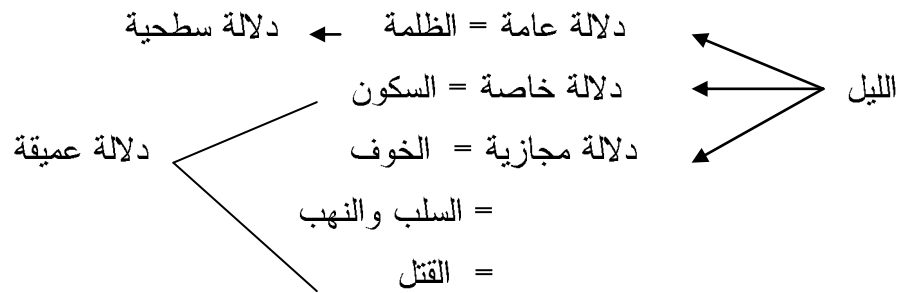 دلالة عامة = الظلمة دلالة سطحية
الليل دلالة خاصة = السكون
دلالة مجازية = الخوف دلالة عميقة
= السلب والنهب
= القتل